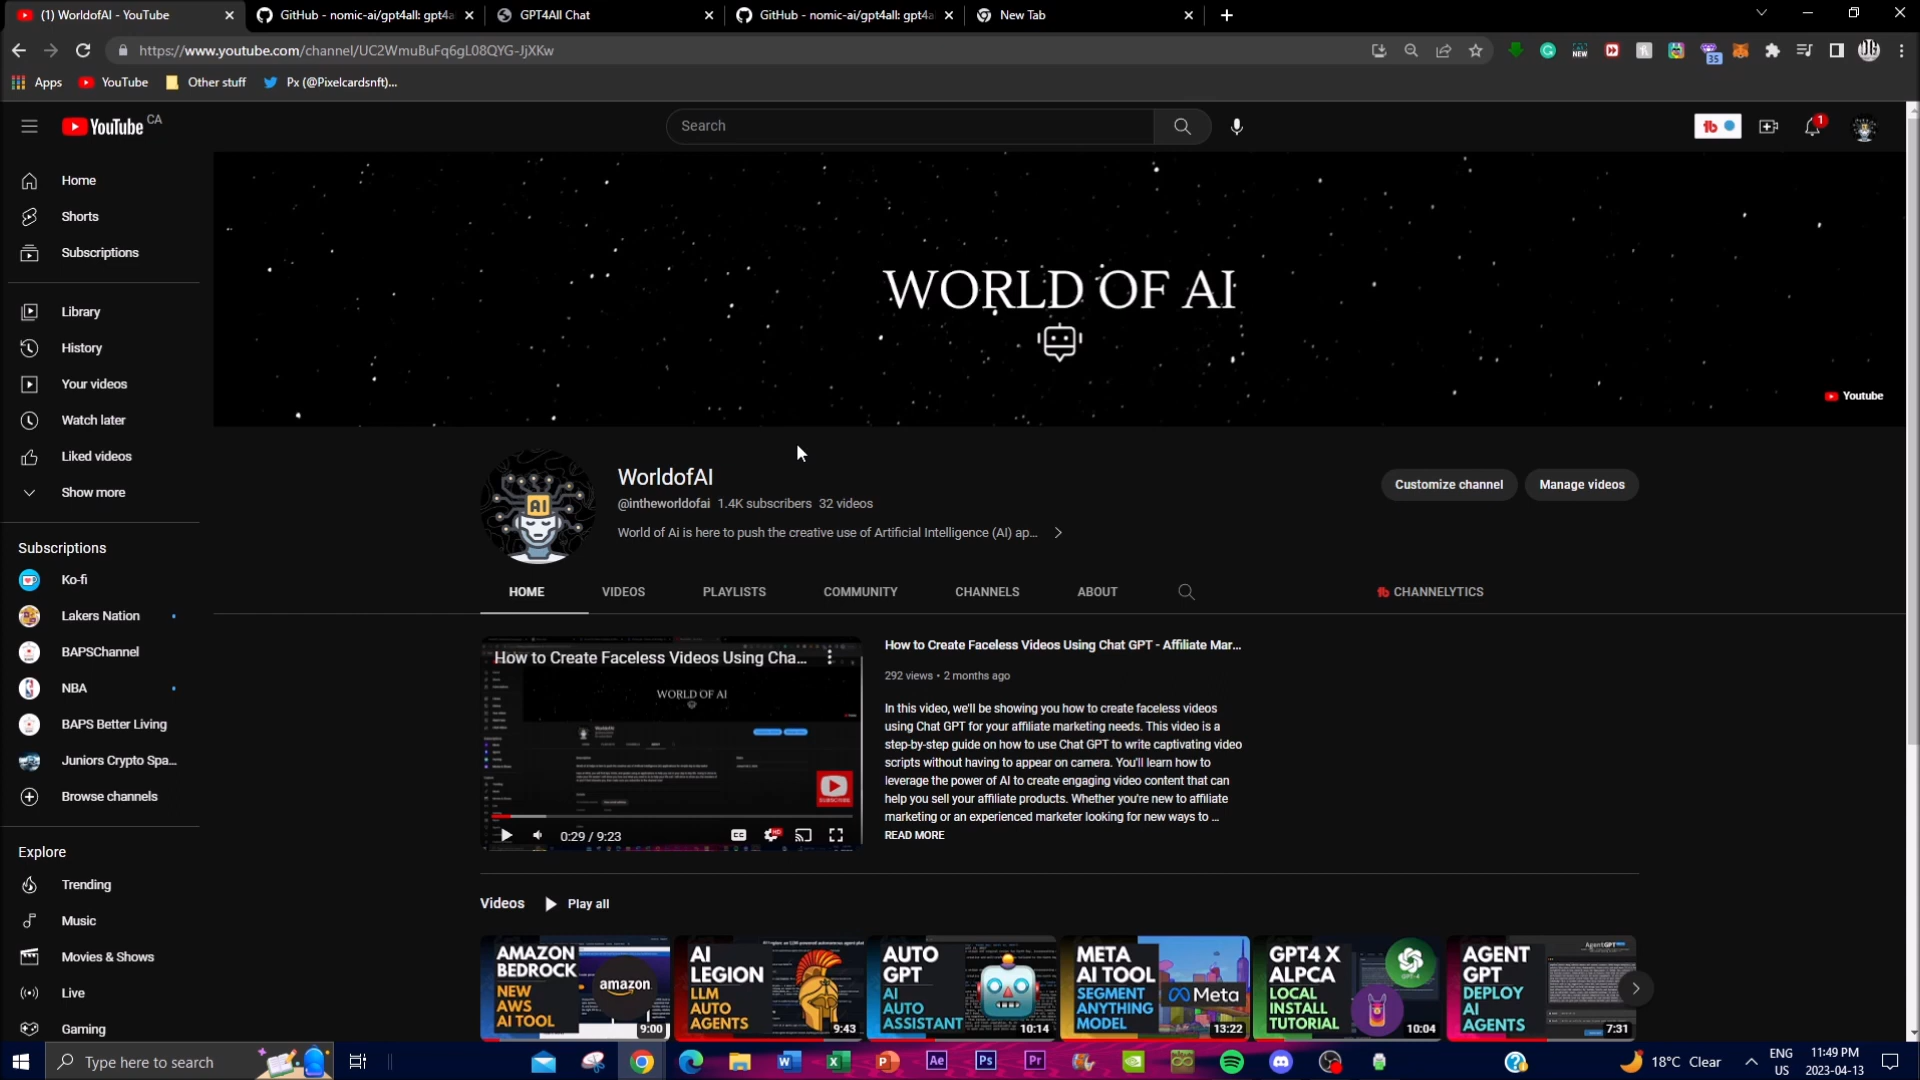 (1) WorldofAI - YouTube
GitHub - nomic-ai/gpt4all: gpt4a
GPT4All Chat
GitHub - nomic-ai/gpt4all: gpt4a
New Tab
https://www.youtube.com/channel/UC2WmuBuFq6gL08QYG-JjXKw
NEW
35
Apps
YouTube
Other stuff
Px (@Pixelcardsnft)...
YouTube CA
Search
1
Home
Shorts
Subscriptions
Library
History
Your videos
Watch later
Liked videos
Show more
Subscriptions
Ko-fi
Lakers Nation
BAPSChannel
NBA
BAPS Better Living
Juniors Crypto Spa...
Browse channels
Explore
Trending
Music
Movies & Shows
Live
Gaming
WORLD OF AI
Youtube
AI
WorldofAI
@intheworldofai 1.4K subscribers 32 videos
World of Ai is here to push the creative use of Artificial Intelligence (AI) ap...
Customize channel
Manage videos
HOME
VIDEOS
PLAYLISTS
COMMUNITY
CHANNELS
ABOUT
CHANNELYTICS
How to Create Faceless Videos Using Cha...
WORLD OF AI
SUBSCRIBE
0:29 / 9:23
How to Create Faceless Videos Using Chat GPT - Affiliate Mar...
292 views • 2 months ago
In this video, we'll be showing you how to create faceless videos
using Chat GPT for your affiliate marketing needs. This video is a
step-by-step guide on how to use Chat GPT to write captivating video
scripts without having to appear on camera. You'll learn how to
leverage the power of AI to create engaging video content that can
help you sell your affiliate products. Whether you're new to affiliate
marketing or an experienced marketer looking for new ways to ...
READ MORE
Videos
Play all
AMAZON
BEDROCK
NEW
AWS
AI TOOL
amazon
9:00
AI
LEGION
LLM
AUTO
AGENTS
9:43
AUTO
GPT
AI
AUTO
ASSISTANT
10:14
META
AI TOOL
SEGMENT
ANYTHING
MODEL
Meta
13:22
GPT4 X
ALPCA
LOCAL
INSTALL
TUTORIAL
10:04
AGENT
GPT
DEPLOY
AI
AGENTS
AgentGPT
7:31
Type here to search
Ae
Ps
Pr
18°C Clear
ENG
US
11:49 PM
2023-04-13